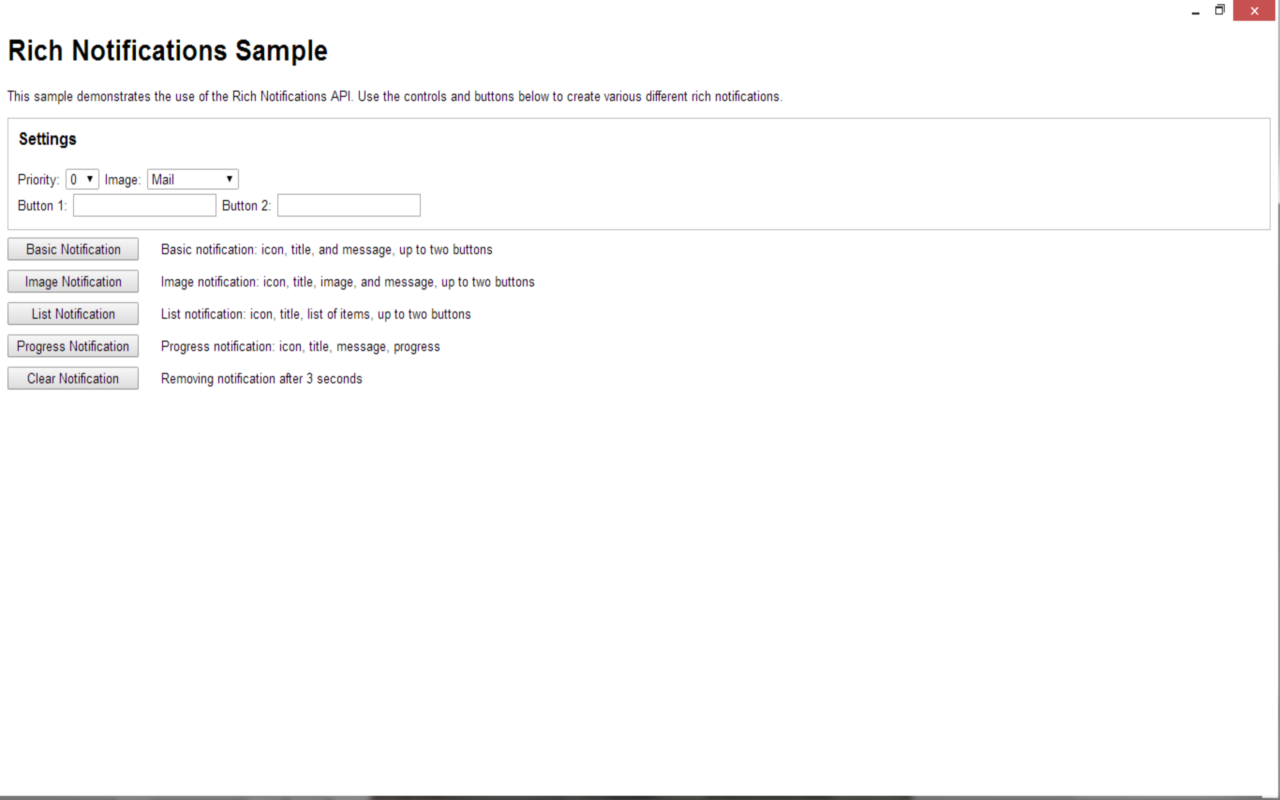 Rich Notifications Sample
This sample demonstrates the use of the Rich Notifications API. Use the controls and buttons below to create various different rich notifications.
Settings
Priority: 0 Image: Mail
Button 1: Button 2:
Basic Notification Basic notification: icon, title, and message, up to two buttons
Image Notification Image notification: icon, title, image, and message, up to two buttons
List Notification List notification: icon, title, list of items, up to two buttons
Progress Notification Progress notification: icon, title, message, progress
Clear Notification Removing notification after 3 seconds